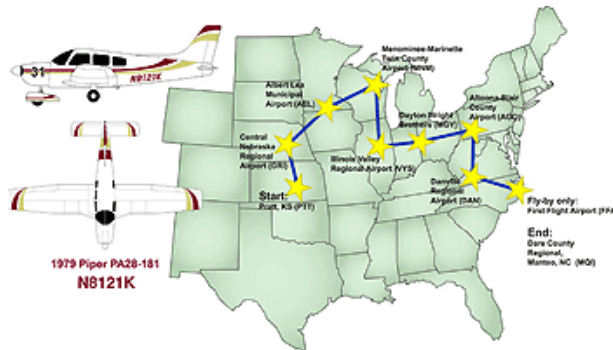 31
N8121K
1979 Piper PA28-181
N8121K
Start:
Pratt, KS (PTT)
Central
Nebraska
Regional
Airport (GRI)
Albert Lea
Municipal
Airport (AEL)
Menominee-Marinette
Twin County
Airport (MNM)
Illinois Valley
Regional Airport (VYS)
Dayton Wright
Brothers (MGY)
Altoona-Blair
County
Airport (AOO)
Danville
Regional
Airport (DAN)
Fly-by only:
First Flight Airport (FFA
End:
Dare County
Regional,
Manteo, NC (MQI)